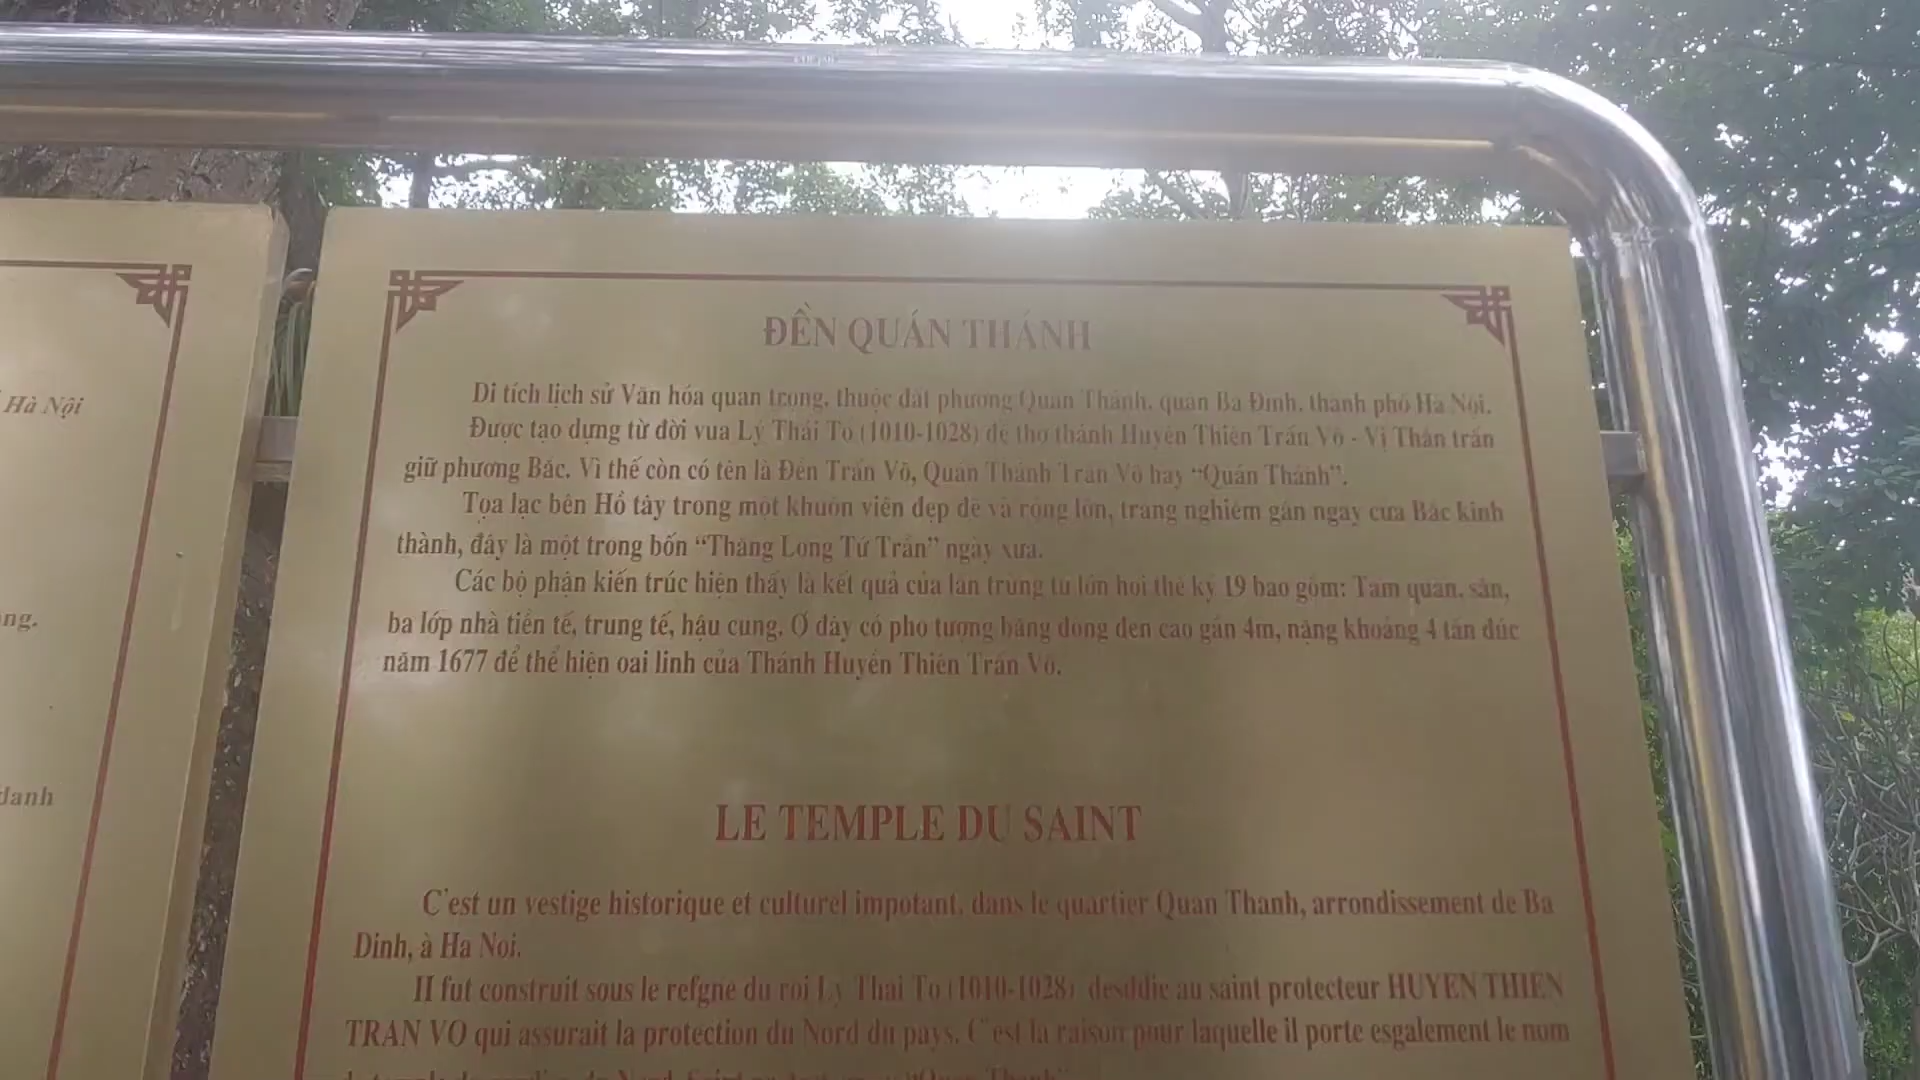 Hà Nội
ng.
danh
ĐỀN QUÁN THÁNH
Di tích lịch sử Văn hóa quan trọng, thuộc đất phường Quán Thánh, quận Ba Đình, thành phố Hà Nội.
Được tạo dựng từ đời vua Lý Thái Tổ (1010-1028) để thờ thánh Huyền Thiên Trấn Võ - Vị Thần trấn
giữ phương Bắc. Vì thế còn có tên là Đền Trấn Võ, Quán Thánh Trấn Võ hay “Quán Thánh”.
Tọa lạc bên Hồ tây trong một khuôn viên đẹp đẽ và rộng lớn, trang nghiêm gần ngay cửa Bắc kinh
thành, đây là một trong bốn “Thăng Long Tứ Trấn” ngày xưa.
Các bộ phận kiến trúc hiện thấy là kết quả của lần trùng tu lớn hồi thế kỷ 19 bao gồm: Tam quan, sân,
ba lớp nhà tiền tế, trung tế, hậu cung. Ở đây có pho tượng bằng đồng đen cao gần 4m, nặng khoảng 4 tấn đúc
năm 1677 để thể hiện oai linh của Thánh Huyền Thiên Trấn Võ.
LE TEMPLE DU SAINT
C'est un vestige historique et culturel impotant, dans le quartier Quan Thanh, arrondissement de Ba
Dinh, à Ha Noi.
Il fut construit sous le refgne du roi Ly Thai To (1010-1028) desddie au saint protecteur HUYEN THIEN
TRAN VO qui assurait la protection du Nord du pays. C'est la raison pour laquelle il porte esgalement le nom